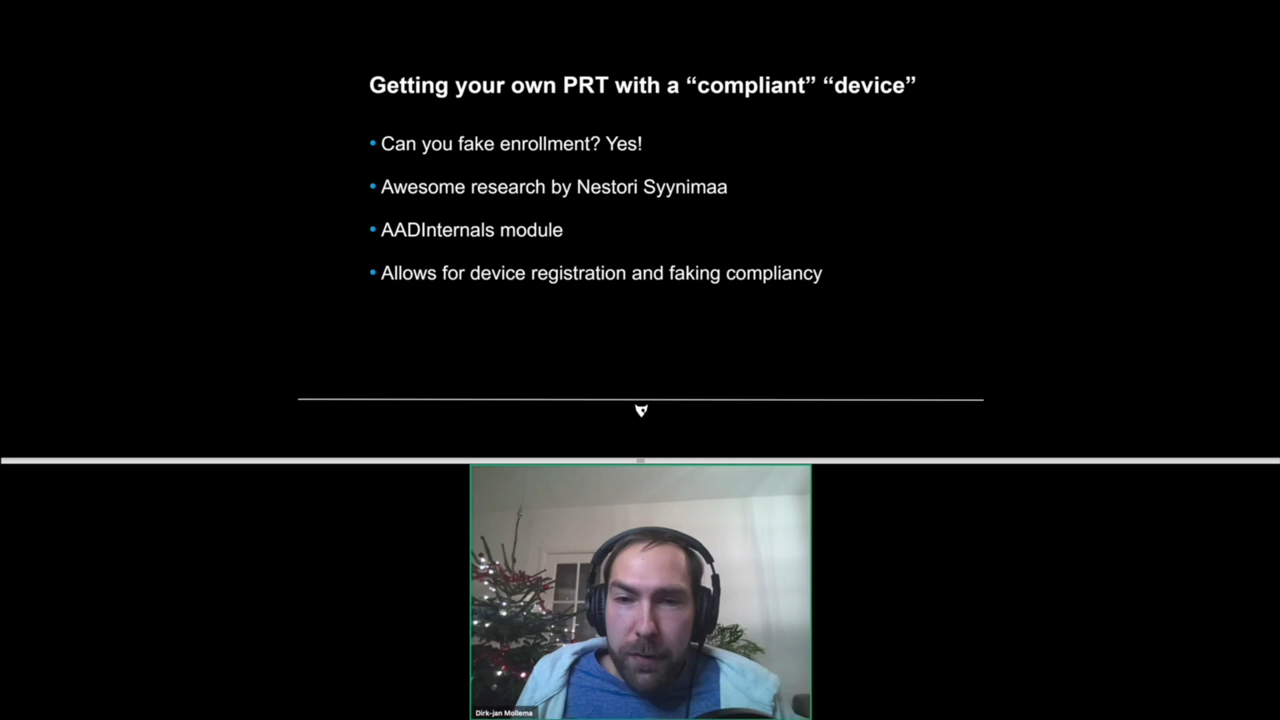 Getting your own PRT with a “compliant” “device”
• Can you fake enrollment? Yes!
• Awesome research by Nestori Syynimaa
• AADInternals module
• Allows for device registration and faking compliancy
Dirk-jan Mollema